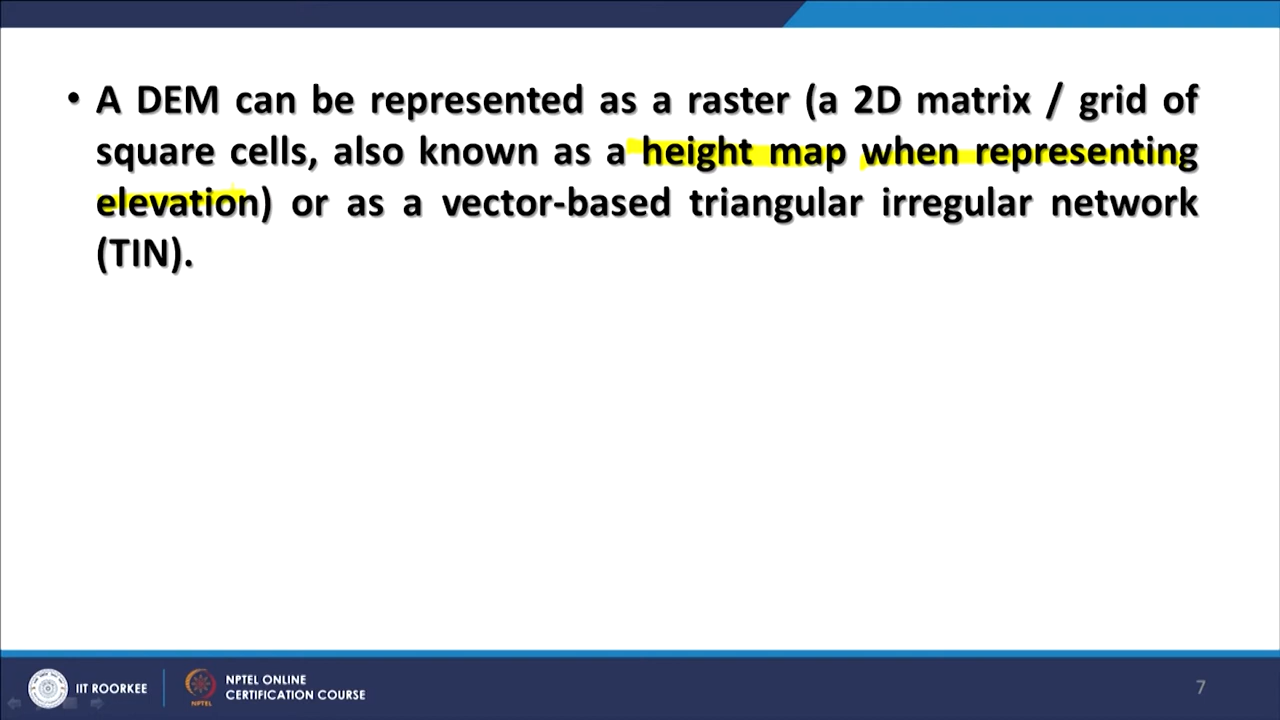 • A DEM can be represented as a raster (a 2D matrix / grid of
square cells, also known as a height map when representing
elevation) or as a vector-based triangular irregular network
(TIN).
IIT ROORKEE
NPTEL
NPTEL ONLINE
CERTIFICATION COURSE
7